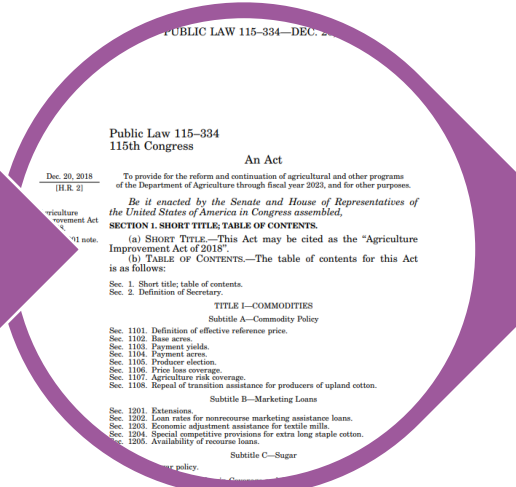 PUBLIC LAW 115–334—DEC.
Public Law 115–334
115th Congress
An Act
Dec. 20, 2018
[H.R. 2]
To provide for the reform and continuation of agricultural and other programs
of the Department of Agriculture through fiscal year 2023, and for other purposes.
Be it enacted by the Senate and House of Representatives of
the United States of America in Congress assembled,
SECTION 1. SHORT TITLE; TABLE OF CONTENTS.
Act
note.
(a) SHORT TITLE.—This Act may be cited as the “Agriculture
Improvement Act of 2018”.
(b) TABLE OF CONTENTS.—The table of contents for this Act
is as follows:
Sec. 1. Short title; table of contents.
Sec. 2. Definition of Secretary.
TITLE I—COMMODITIES
Subtitle A—Commodity Policy
Sec. 1101. Definition of effective reference price.
Sec. 1102. Base acres.
Sec. 1103. Payment yields.
Sec. 1104. Payment acres.
Sec. 1105. Producer election.
Sec. 1106. Price loss coverage.
Sec. 1107. Agriculture risk coverage.
Sec. 1108. Repeal of transition assistance for producers of upland cotton.
Subtitle B—Marketing Loans
Sec. 1201. Extensions.
Sec. 1202. Loan rates for nonrecourse marketing assistance loans.
Sec. 1203. Economic adjustment assistance for textile mills.
Sec. 1204. Special competitive provisions for extra long staple cotton.
Sec. 1205. Availability of recourse loans.
Subtitle C—Sugar
policy.